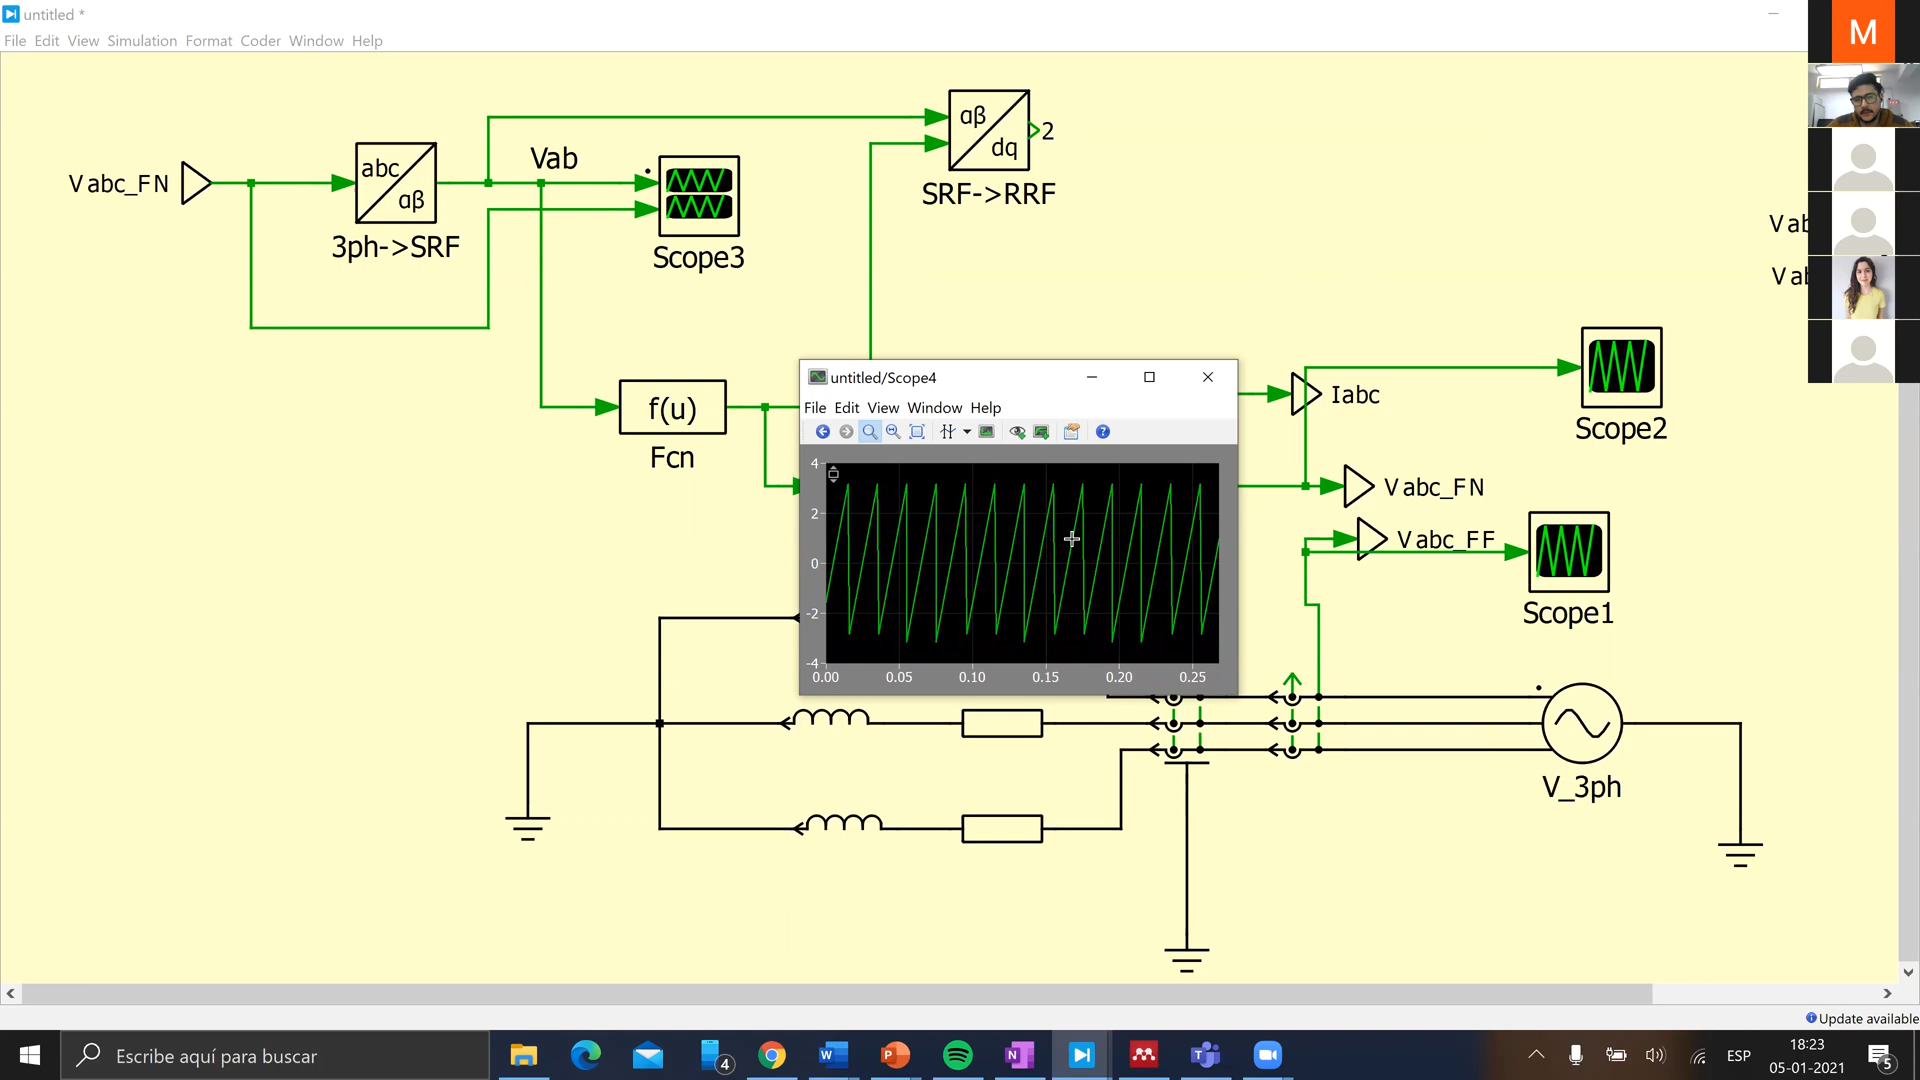 untitled *
M
File Edit View Simulation Format Coder Window Help
αβ
dq
2
SRF->RRF
Vabc_FN
abc
αβ
3ph->SRF
Vab
Scope3
f(u)
Fcn
untitled/Scope4
File Edit View Window Help
4
2
0
-2
-4
0.00 0.05 0.10 0.15 0.20 0.25
Iabc
Scope2
Vabc_FN
Vabc_FF
Scope1
V_3ph
Update available
Escribe aquí para buscar
4
ESP
18:23
05-01-2021
5